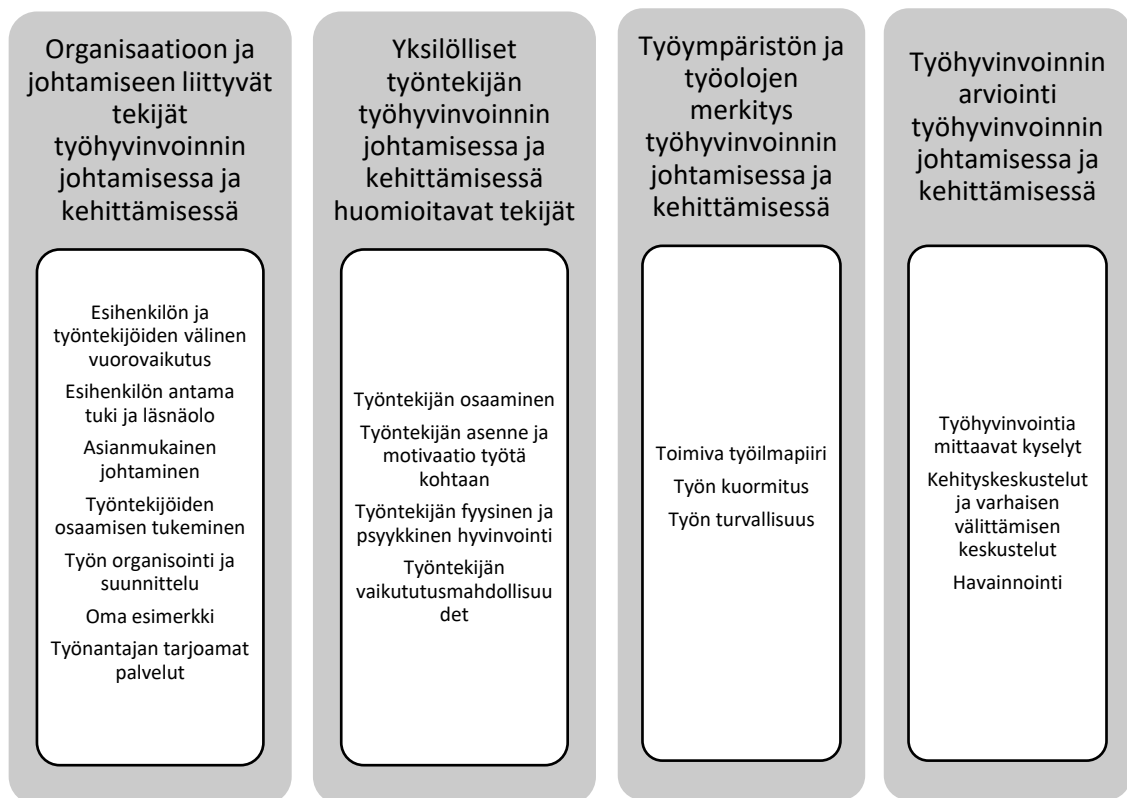 Organisaatioon ja
johtamiseen liittyvät
tekijät
työhyvinvoinnin
johtamisessa ja
kehittämisessä
Esihenkilön ja
työntekijöiden välinen
vuorovaikutus
Esihenkilön antama
tuki ja läsnäolo
Asianmukainen
johtaminen
Työntekijöiden
osaamisen tukeminen
Työn organisointi ja
suunnittelu
Oma esimerkki
Työnantajan tarjoamat
palvelut
Yksilölliset
työntekijän
työhyvinvoinnin
johtamisessa ja
kehittämisessä
huomioitavat tekijät
Työntekijän osaaminen
Työntekijän asenne ja
motivaatio työtä
kohtaan
Työntekijän fyysinen ja
psyykkinen hyvinvointi
Työntekijän
vaikututusmahdollisuu
det
Työympäristön ja
työolojen
merkitys
työhyvinvoinnin
johtamisessa ja
kehittämisessä
Toimiva työilmapiiri
Työn kuormitus
Työn turvallisuus
Työhyvinvoinnin
arviointi
työhyvinvoinnin
johtamisessa ja
kehittämisessä
Työhyvinvointia
mittaavat kyselyt
Kehityskeskustelut
ja varhaisen
välittämisen
keskustelut
Havainnointi